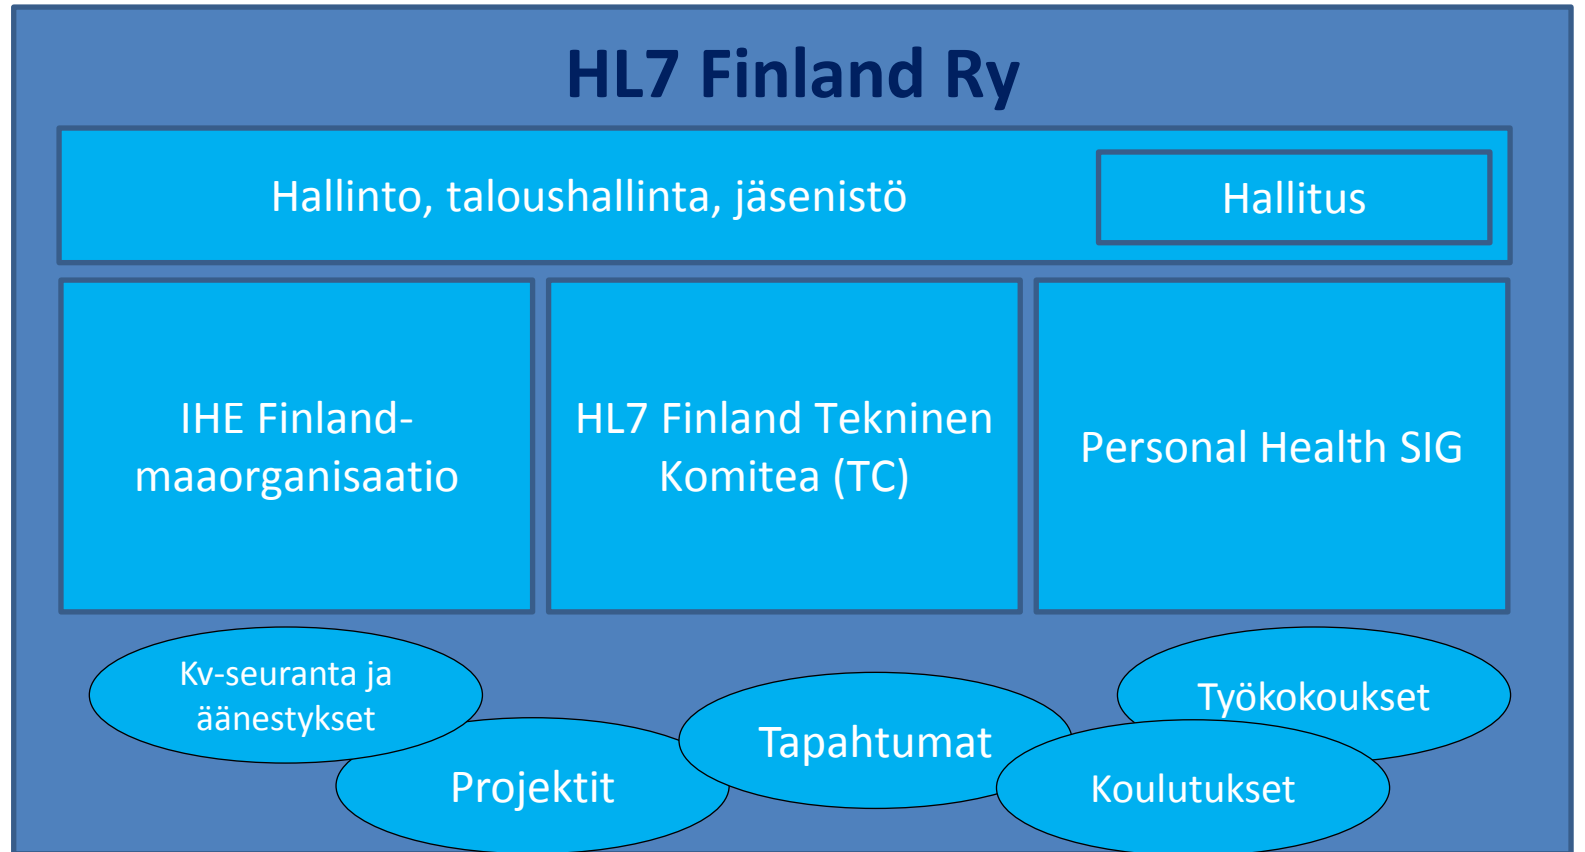 HL7 Finland Ry
Hallinto, taloushallinta, jäsenistö
Hallitus
IHE Finland-
maaorganisaatio
HL7 Finland Tekninen
Komitea (TC)
Personal Health SIG
Kv-seuranta ja
äänestykset
Projektit
Tapahtumat
Työkokoukset
Koulutukset